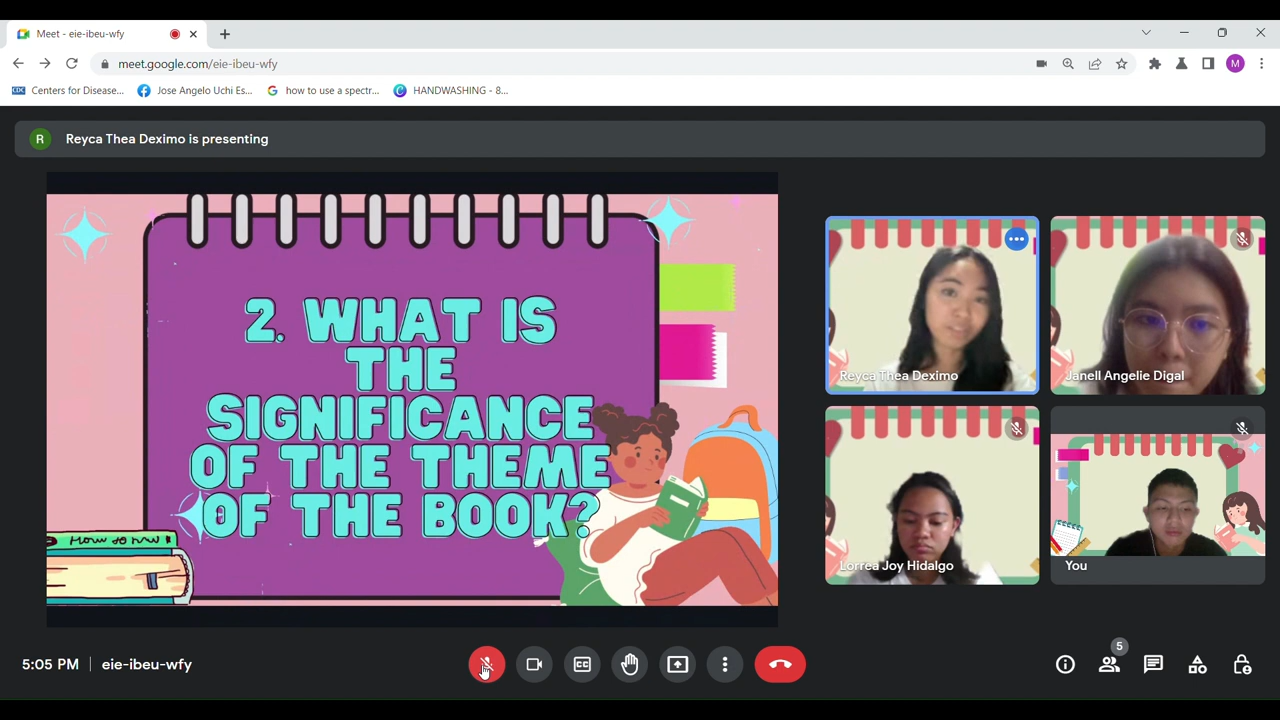 Meet - eie-ibeu-wfy
meet.google.com/eie-ibeu-wfy
M
CDC Centers for Disease...
Jose Angelo Uchi Es...
how to use a spectr...
HANDWASHING - 8...
R
Reyca Thea Deximo is presenting
2. WHAT IS
THE
SIGNIFICANCE
OF THE THEME
OF THE BOOK?
Reyca Thea Deximo
Janell Angelie Digal
Lorrea Joy Hidalgo
You
5:05 PM
eie-ibeu-wfy
CC
5